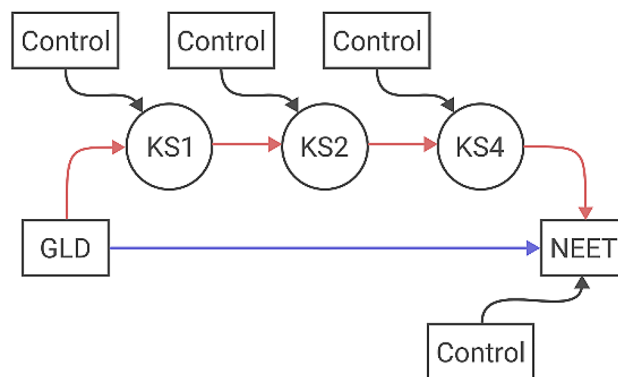 Control Control Control
KS1 KS2 KS4
GLD NEET
Control